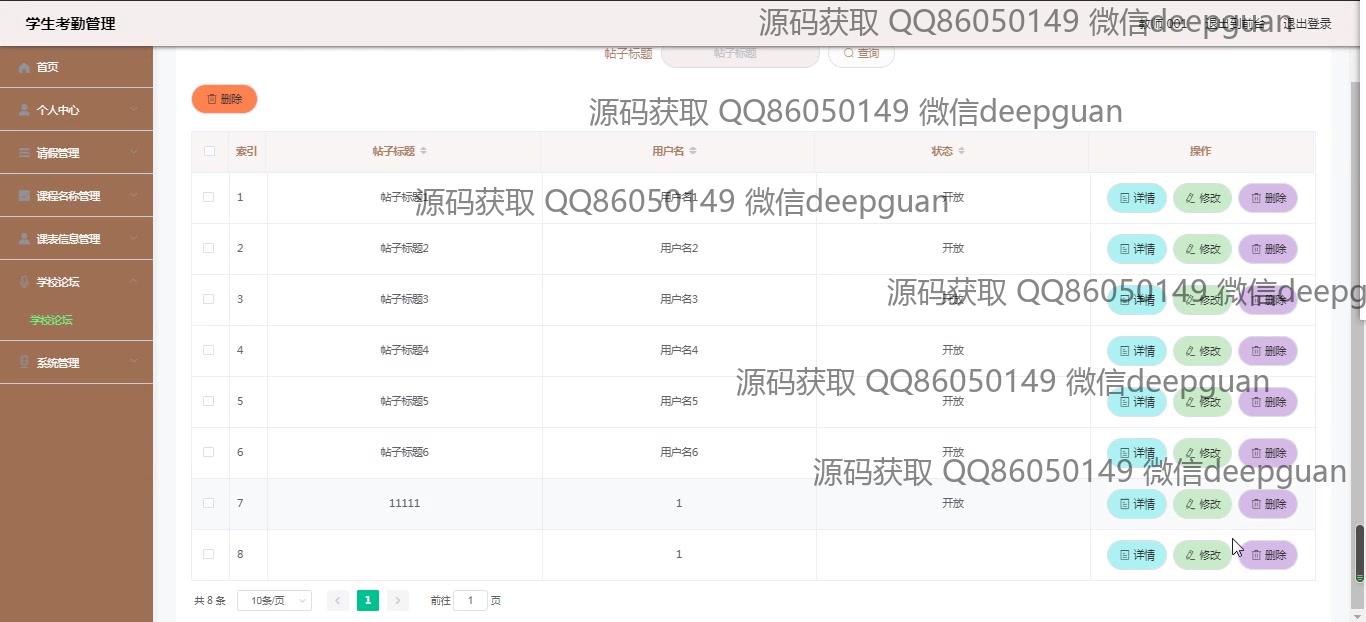 学生考勤管理
源码获取 QQ86050149 微信deepguan
教师 001 退出到前台 退出登录
首页
个人中心
请假管理
课程名称管理
课表信息管理
学校论坛
学校论坛
系统管理
帖子标题 帖子标题 查询
删除
源码获取 QQ86050149 微信deepguan
索引 帖子标题 用户名 状态 操作
1 帖子标题1 用户名1 开放 详情 修改 删除
源码获取 QQ86050149 微信deepguan
2 帖子标题2 用户名2 开放 详情 修改 删除
源码获取 QQ86050149 微信deepg
3 帖子标题3 用户名3 开放 详情 修改 删除
4 帖子标题4 用户名4 开放 详情 修改 删除
源码获取 QQ86050149 微信deepguan
5 帖子标题5 用户名5 开放 详情 修改 删除
6 帖子标题6 用户名6 开放 详情 修改 删除
源码获取 QQ86050149 微信deepguan
7 11111 1 开放 详情 修改 删除
8 1 详情 修改 删除
共 8 条 10条/页 1 前往 1 页